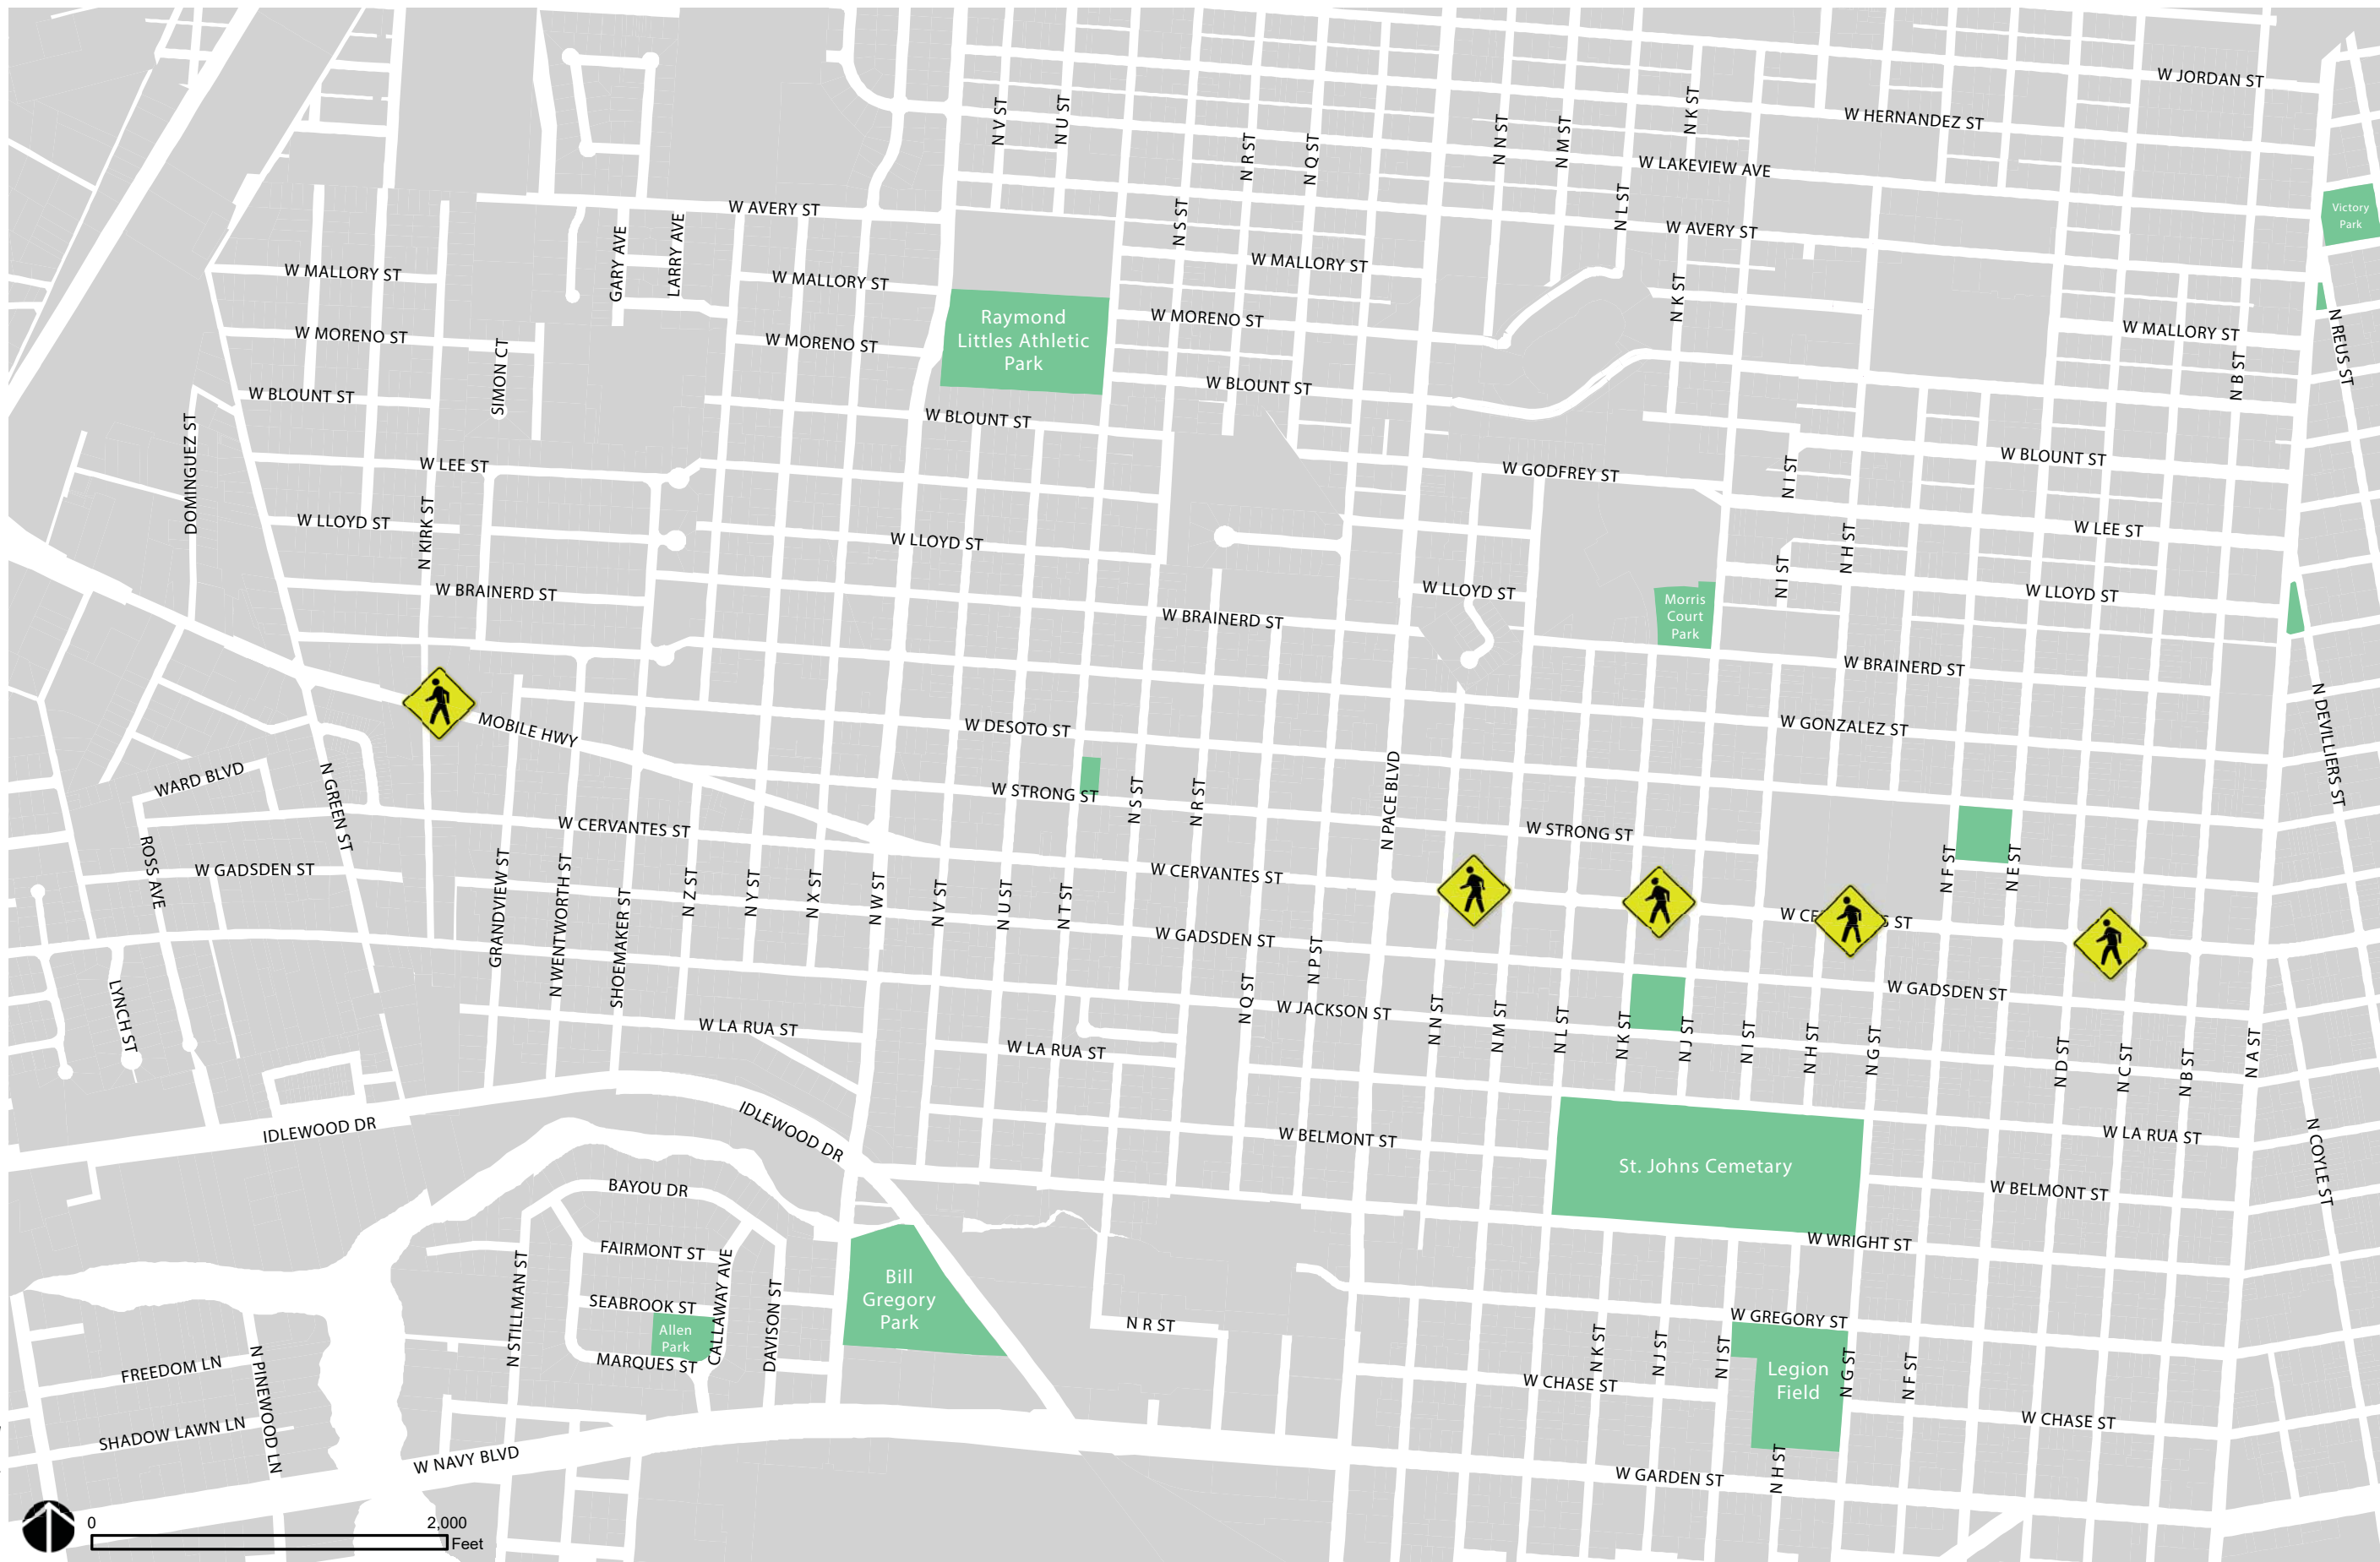 W JORDAN ST
W HERNANDEZ ST
N V ST
N U ST
N R ST
N Q ST
N N ST
N M ST
N K ST
W LAKEVIEW AVE
N L ST
Victory
Park
W AVERY ST
N S ST
W AVERY ST
GARY AVE
LARRY AVE
W MALLORY ST
W MALLORY ST
W MALLORY ST
N K ST
Raymond
Littles Athletic
Park
W MORENO ST
W MORENO ST
W MORENO ST
W MALLORY ST
N REUS ST
N B ST
SIMON CT
W BLOUNT ST
W BLOUNT ST
W BLOUNT ST
W BLOUNT ST
DOMINGUEZ ST
W LEE ST
W GODFREY ST
N I ST
N KIRK ST
W LLOYD ST
W LLOYD ST
W LEE ST
N H ST
N I ST
W BRAINERD ST
W LLOYD ST
W LLOYD ST
Morris
Court
Park
W BRAINERD ST
W BRAINERD ST
MOBILE HWY
W DESOTO ST
W GONZALEZ ST
N DEVILLIERS ST
WARD BLVD
N GREEN ST
W STRONG ST
N S ST
N R ST
N PACE BLVD
W CERVANTES ST
W STRONG ST
ROSS AVE
W GADSDEN ST
GRANDVIEW ST
N WENTWORTH ST
SHOEMAKER ST
N Z ST
N Y ST
N X ST
N W ST
N V ST
N U ST
N T ST
W CERVANTES ST
N F ST
N E ST
W CE
S ST
W GADSDEN ST
N P ST
N Q ST
W GADSDEN ST
LYNCH ST
W JACKSON ST
N N ST
N M ST
N L ST
N K ST
N J ST
N I ST
N H ST
N G ST
N D ST
N C ST
N B ST
N A ST
W LA RUA ST
W LA RUA ST
IDLEWOOD DR
IDLEWOOD DR
W BELMONT ST
W LA RUA ST
N COYLE ST
St. Johns Cemetary
BAYOU DR
W BELMONT ST
FAIRMONT ST
W WRIGHT ST
N STILLMAN ST
CALLAWAY AVE
DAVISON ST
Bill
Gregory
Park
SEABROOK ST
Allen
Park
MARQUES ST
N R ST
W GREGORY ST
N K ST
N J ST
N I ST
Legion
Field
N G ST
N F ST
FREEDOM LN
N PINEWOOD LN
W CHASE ST
W CHASE ST
SHADOW LAWN LN
W NAVY BLVD
W GARDEN ST
N H ST
0
2,000
Feet